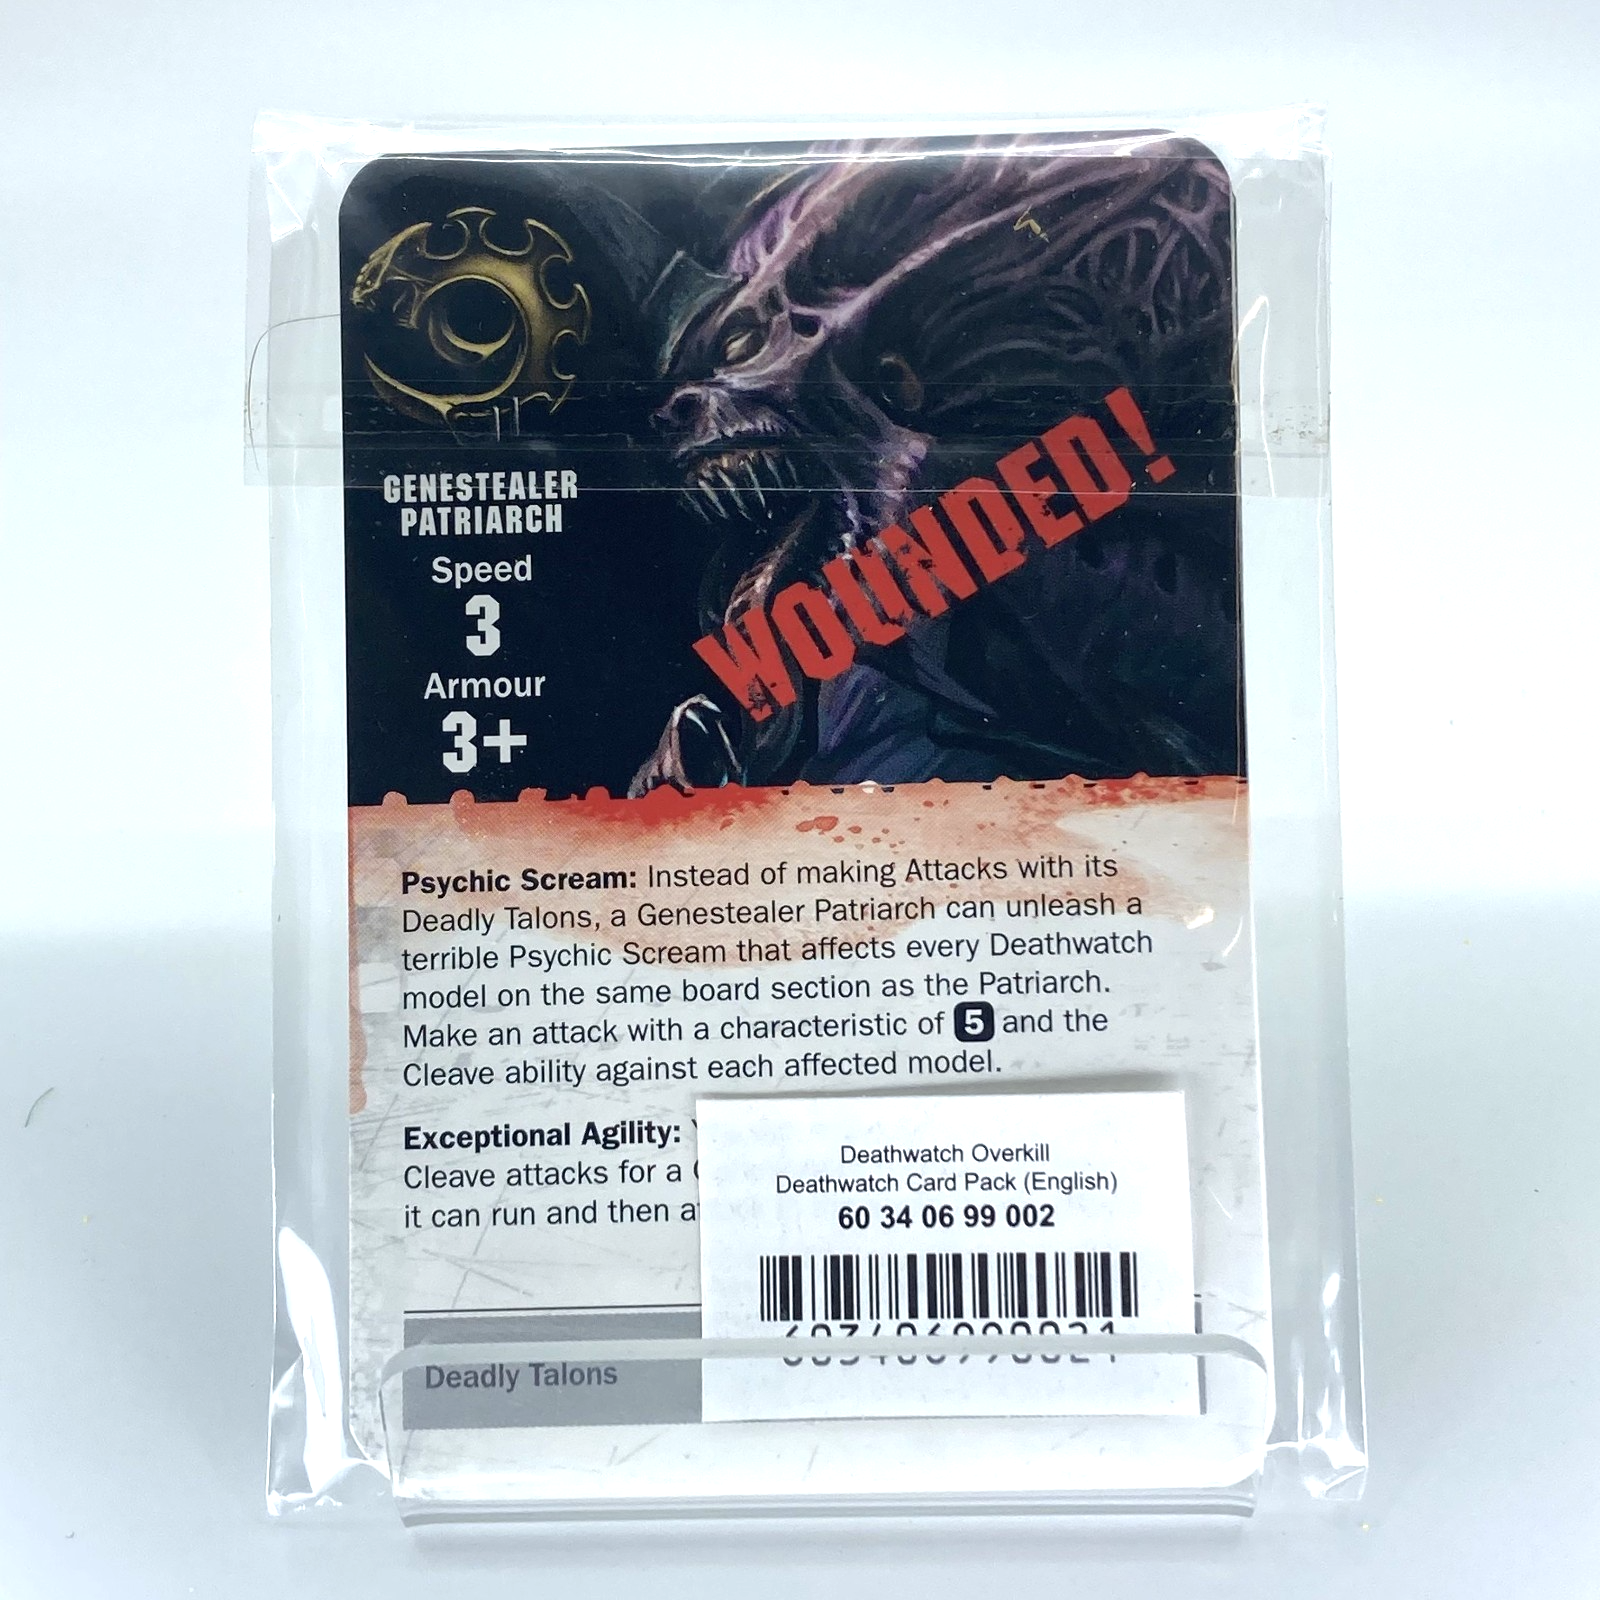 GENESTEALER
PATRIARCH
Speed
3
Armour
3+
WOUNDED!
Psychic Scream: Instead of making Attacks with its
Deadly Talons, a Genestealer Patriarch can unleash a
terrible Psychic Scream that affects every Deathwatch
model on the same board section as the Patriarch.
Make an attack with a characteristic of 5 and the
Cleave ability against each affected model.
Exceptional Agility:
Cleave attacks for a
it can run and then
Deadly Talons
Deathwatch Overkill
Deathwatch Card Pack (English)
60 34 06 99 002